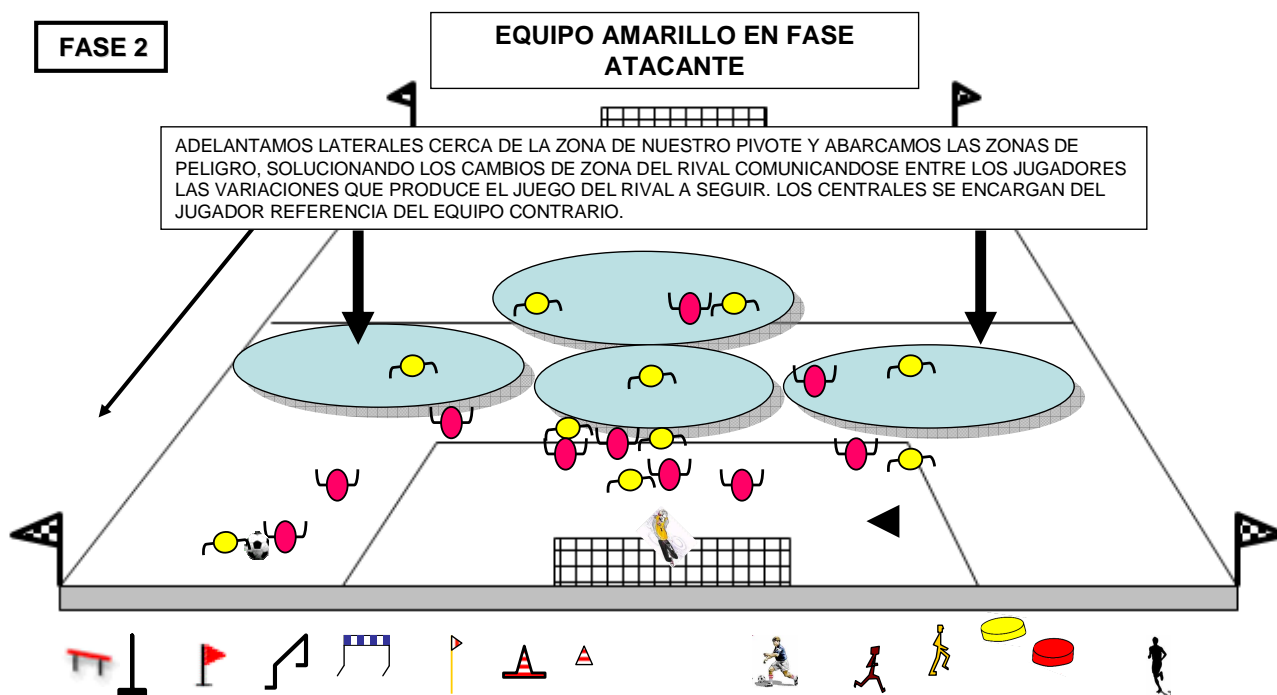 FASE 2
EQUIPO AMARILLO EN FASE
ATACANTE
ADELANTAMOS LATERALES CERCA DE LA ZONA DE NUESTRO PIVOTE Y ABARCAMOS LAS ZONAS DE
PELIGRO, SOLUCIONANDO LOS CAMBIOS DE ZONA DEL RIVAL COMUNICANDOSE ENTRE LOS JUGADORES
LAS VARIACIONES QUE PRODUCE EL JUEGO DEL RIVAL A SEGUIR. LOS CENTRALES SE ENCARGAN DEL
JUGADOR REFERENCIA DEL EQUIPO CONTRARIO.